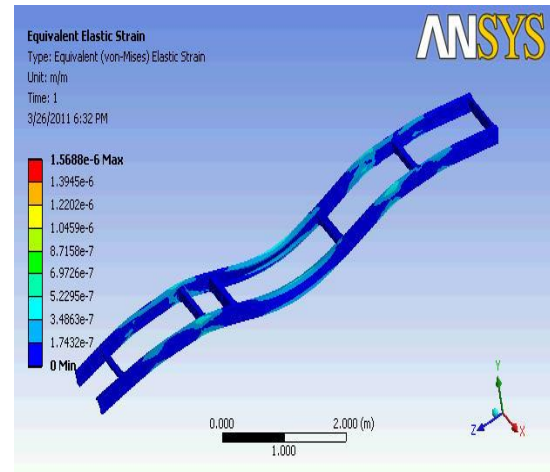 Equivalent Elastic Strain
Type: Equivalent (von-Mises) Elastic Strain
Unit: m/m
Time: 1
3/26/2011 6:32 PM
ANSYS
1.5688e-6 Max
1.3945e-6
1.2202e-6
1.0459e-6
8.7158e-7
6.9726e-7
5.2295e-7
3.4863e-7
1.7432e-7
0 Min
0.000 2.000 (m)
1.000
Y
Z X